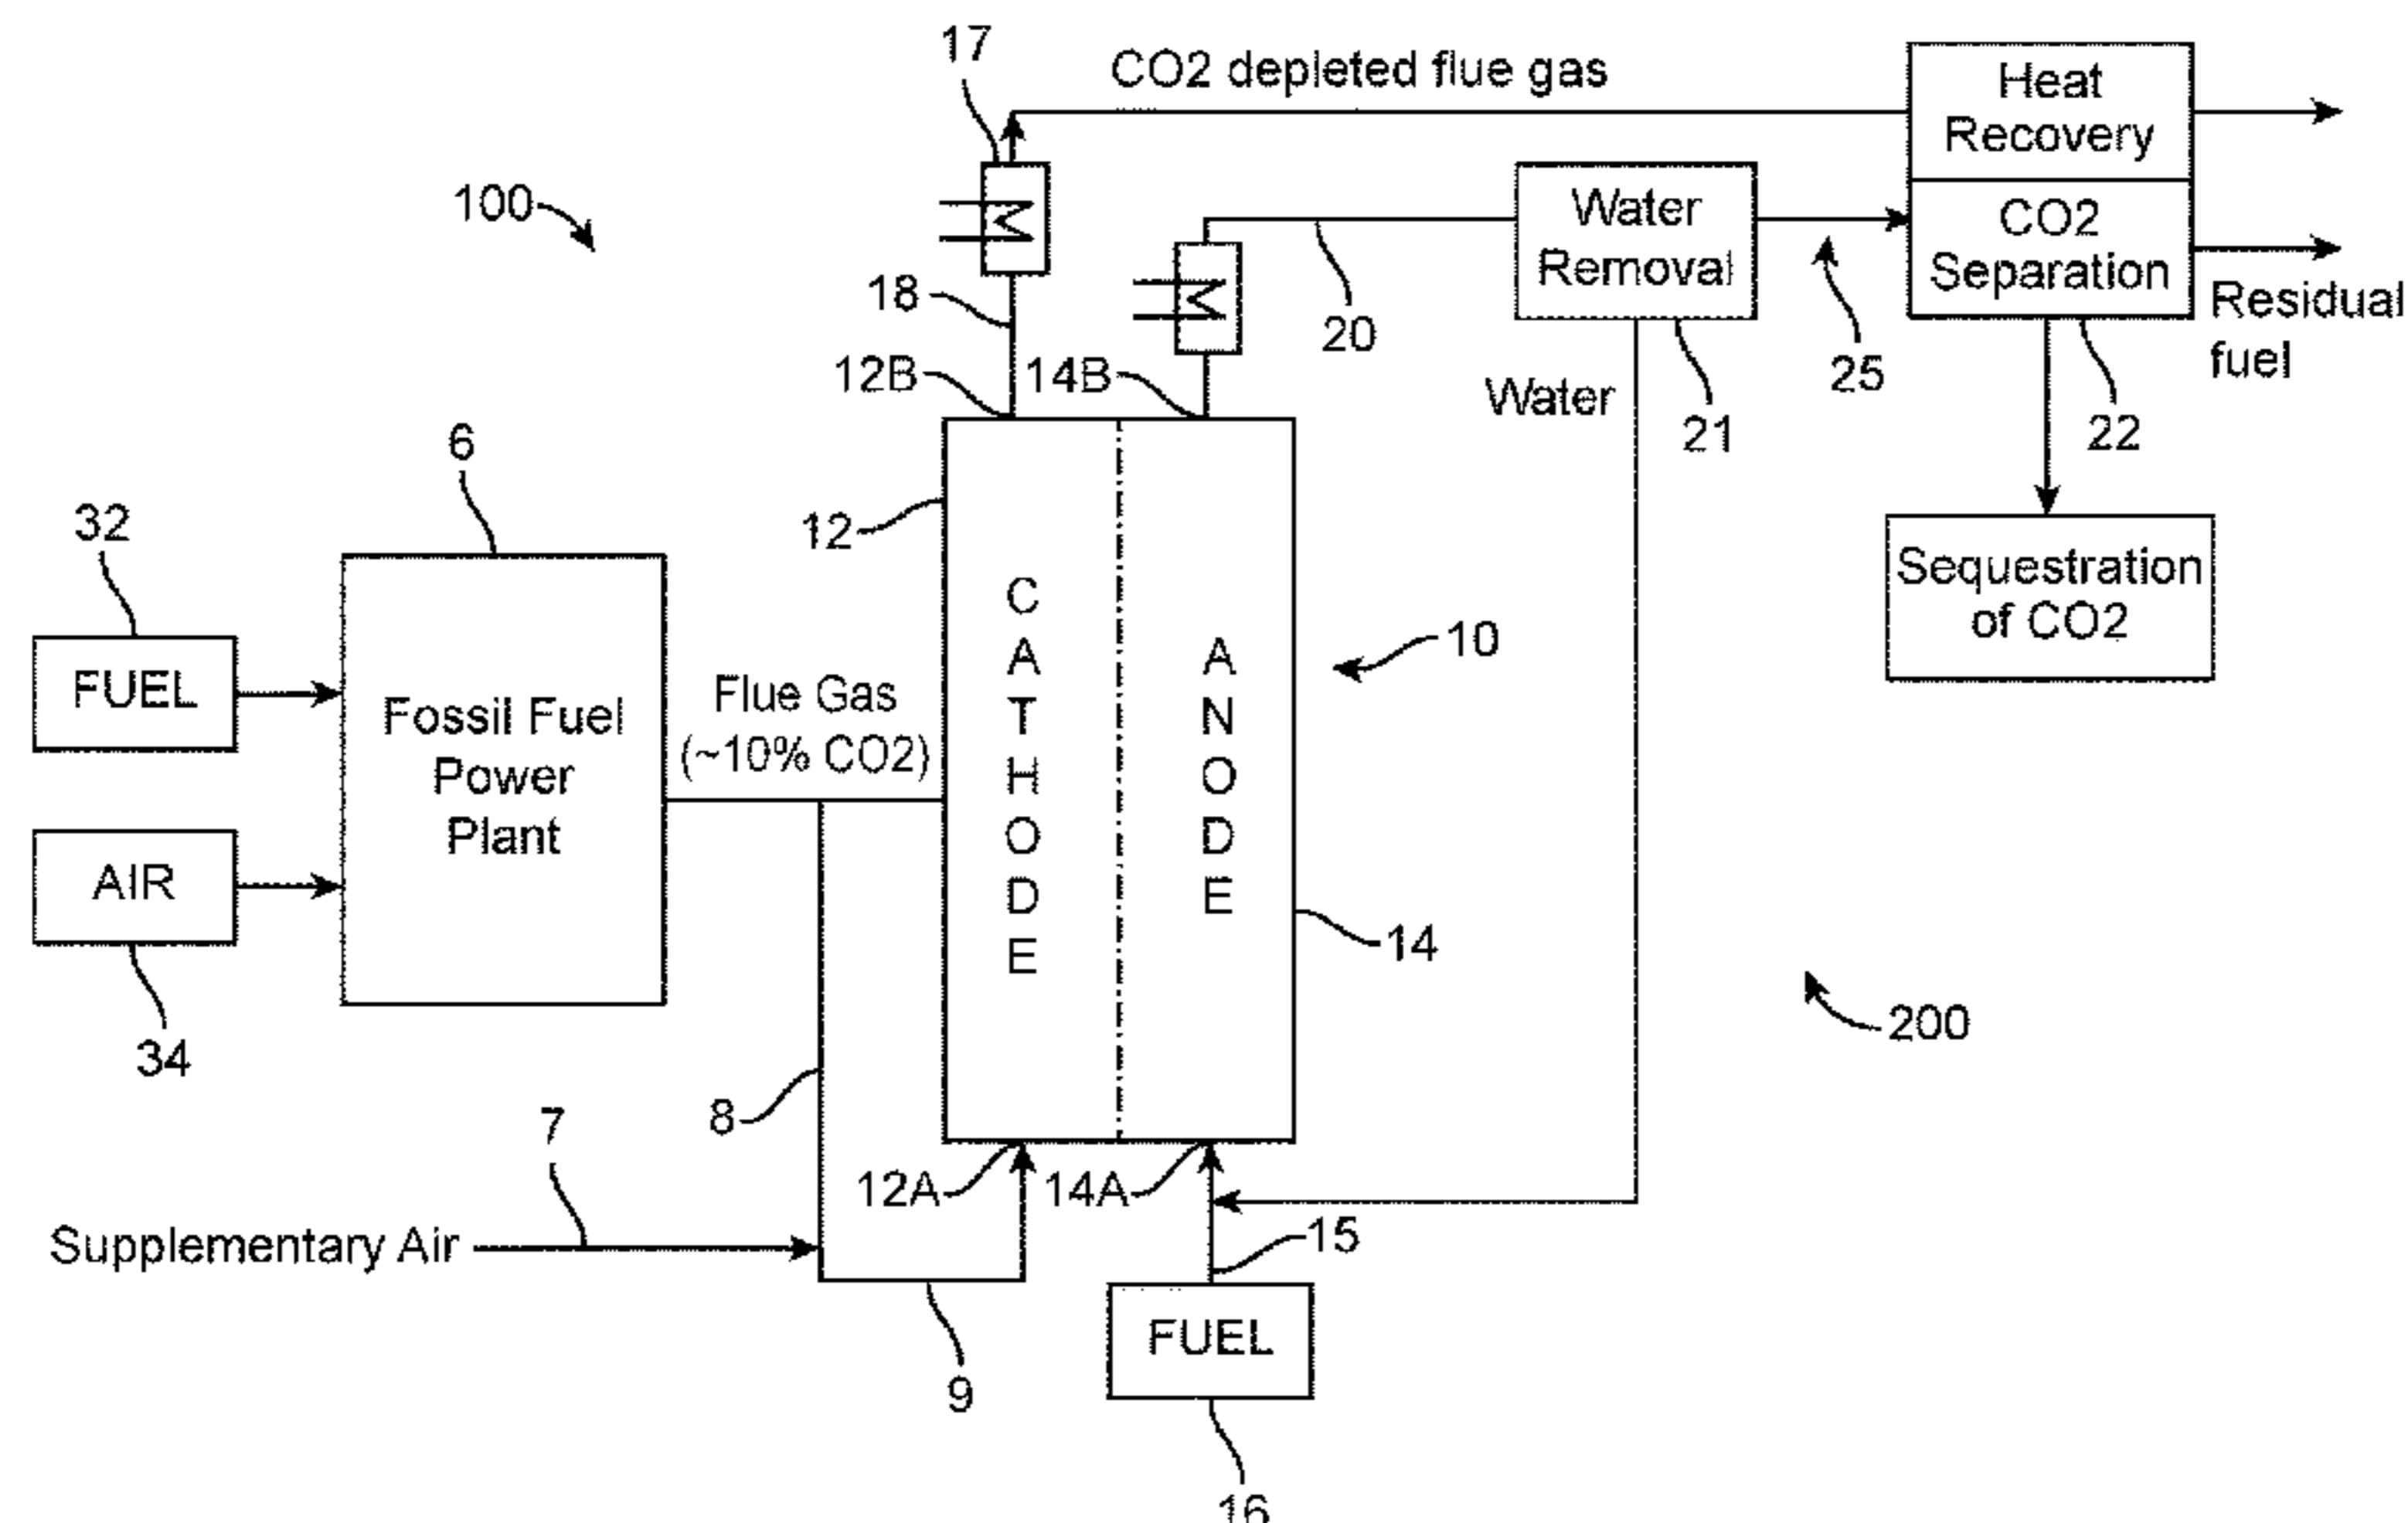 17
CO2 depleted flue gas
Heat
Recovery
100
Water
Removal
CO2
Separation
18
20
25
Residual
fuel
12B
14B
Water
21
22
6
32
12
Sequestration
of CO2
FUEL
Fossil Fuel
Power
Plant
Flue Gas
(~10% CO2)
CATHODE
ANODE
10
AIR
14
34
200
8
7
12A
14A
Supplementary Air
15
9
FUEL
16